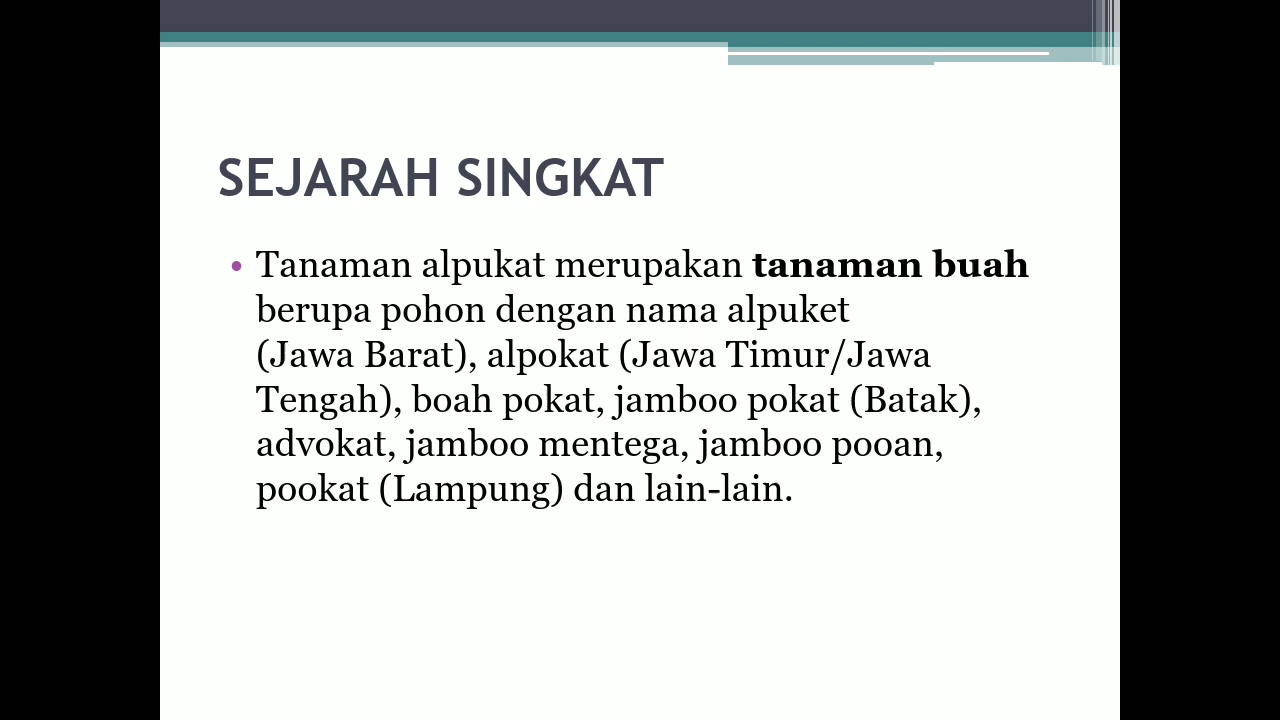 SEJARAH SINGKAT
• Tanaman alpukat merupakan tanaman buah
berupa pohon dengan nama alpuket
(Jawa Barat), alpokat (Jawa Timur/Jawa
Tengah), boah pokat, jamboo pokat (Batak),
advokat, jamboo mentega, jamboo pooan,
pookat (Lampung) dan lain-lain.